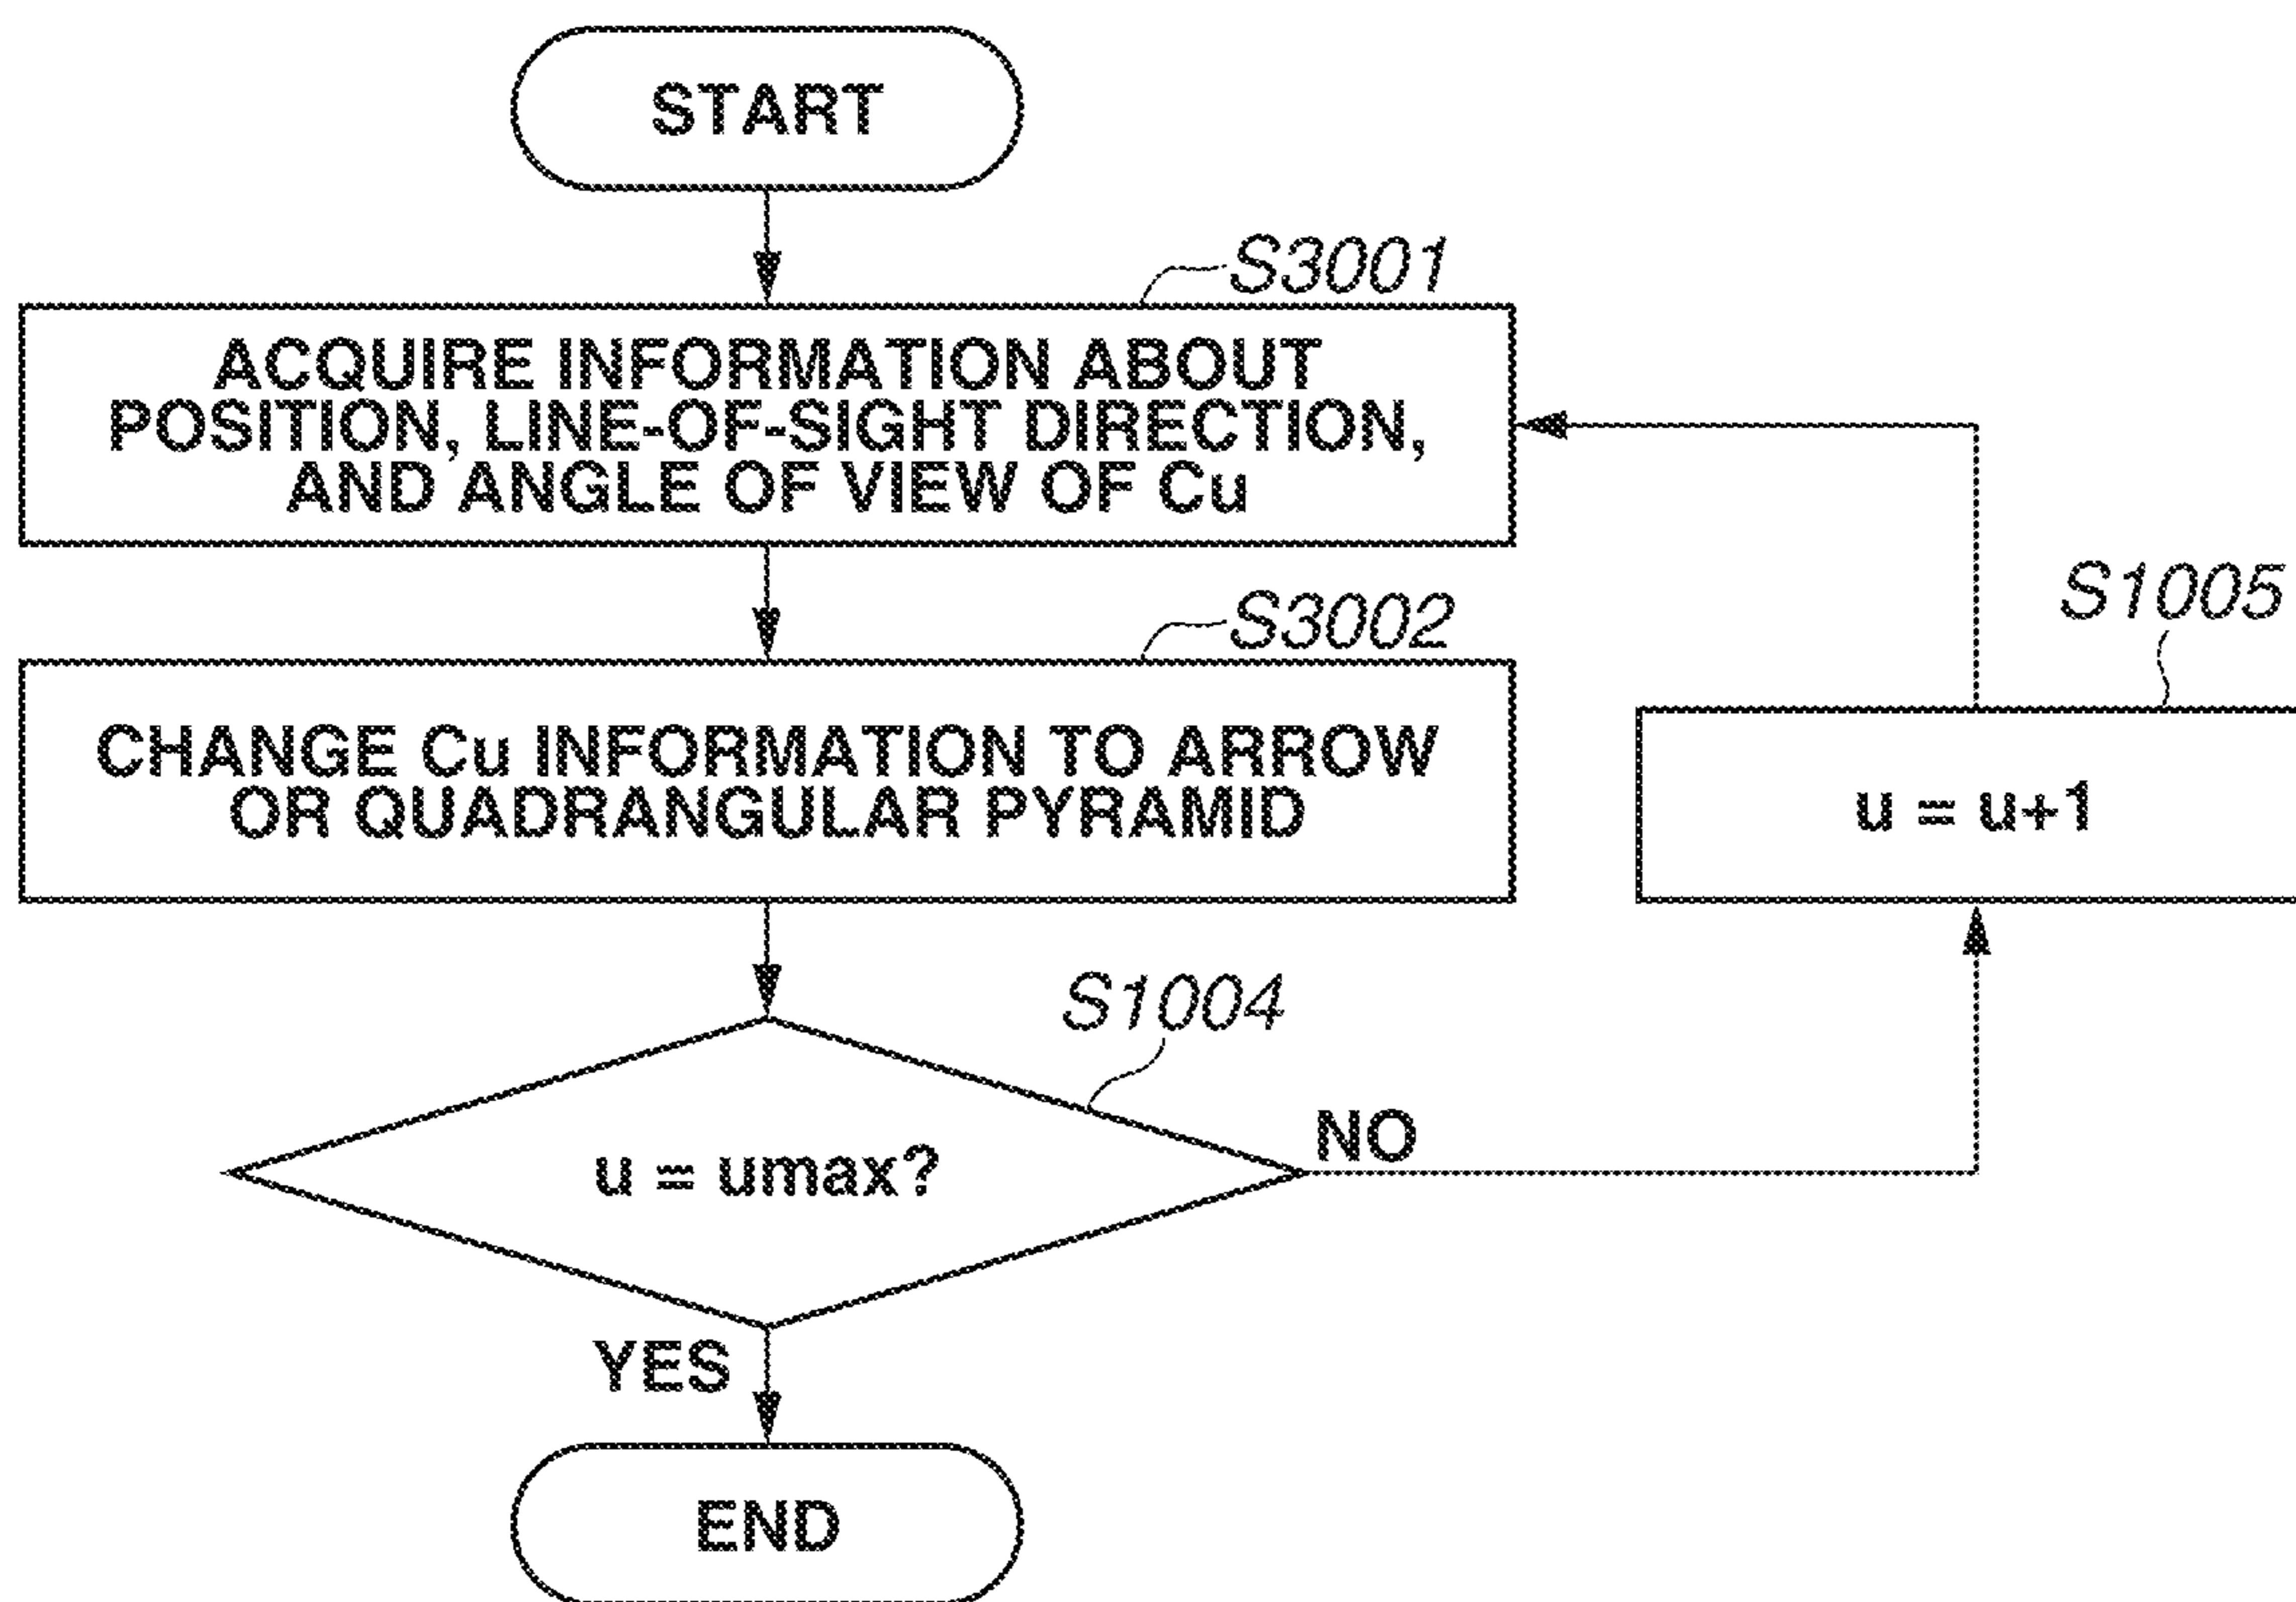 START
S3001
ACQUIRE INFORMATION ABOUT
POSITION, LINE-OF-SIGHT DIRECTION,
AND ANGLE OF VIEW OF Cu
S3002
CHANGE Cu INFORMATION TO ARROW
OR QUADRANGULAR PYRAMID
S1005
u = u+1
S1004
u = umax?
NO
YES
END